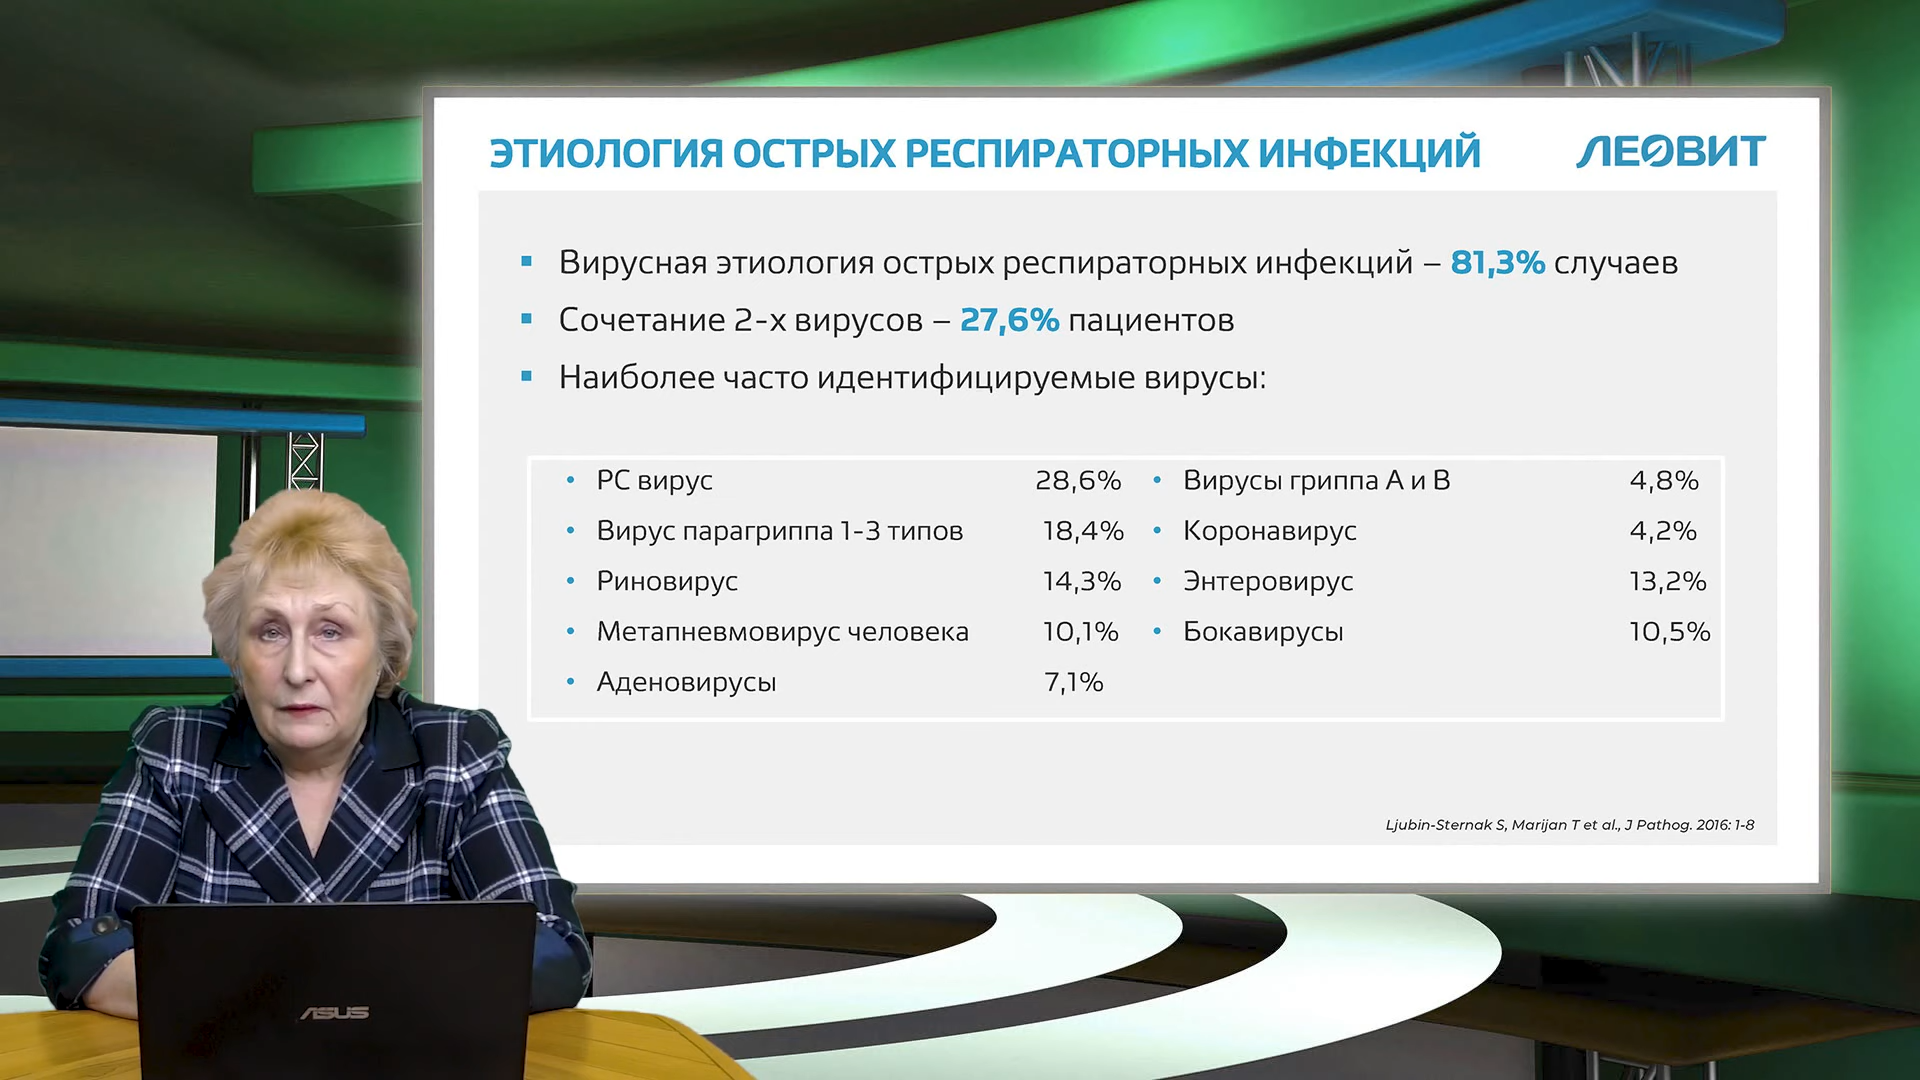 ЭТИОЛОГИЯ ОСТРЫХ РЕСПИРАТОРНЫХ ИНФЕКЦИЙ
ЛЕОВИТ
Вирусная этиология острых респираторных инфекций – 81,3% случаев
Сочетание 2-х вирусов – 27,6% пациентов
Наиболее часто идентифицируемые вирусы:
РС вирус 28,6%
Вирус парагриппа 1-3 типов 18,4%
Риновирус 14,3%
Метапневмовирус человека 10,1%
Аденовирусы 7,1%
Вирусы гриппа А и В 4,8%
Коронавирус 4,2%
Энтеровирус 13,2%
Бокавирусы 10,5%
Ljubin-Sternak S, Marijan T et al., J Pathog. 2016: 1-8
ASUS